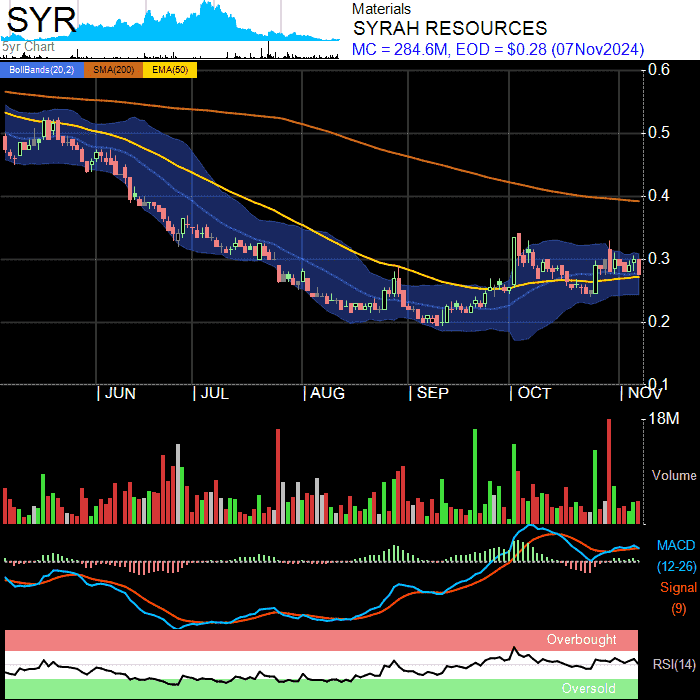 SYR
5yr Chart
Materials
SYRAH RESOURCES
MC = 284.6M, EOD = $0.28 (07Nov2024)
BollBands(20,2) SMA(200) EMA(50)
0.6
0.5
0.4
0.3
0.2
0.1
|JUN |JUL |AUG |SEP |OCT |NOV
18M
Volume
MACD
(12-26)
Signal
(9)
Overbought
RSI(14)
Oversold